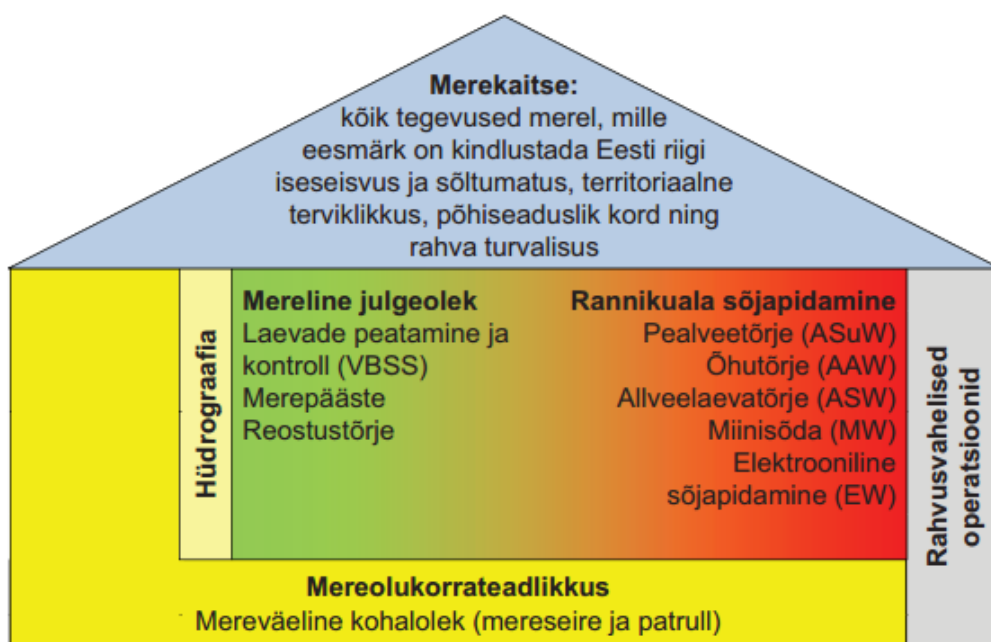 Merekaitse:
kõik tegevused merel, mille
eesmärk on kindlustada Eesti riigi
iseseisvus ja sõltumatus, territoriaalne
terviklikkus, põhiseaduslik kord ning
rahva turvalisus
Hüdrograafia
Mereline julgeolek
Laevade peatamine ja
kontroll (VBSS)
Merepääste
Reostustõrje
Rannikuala sõjapidamine
Pealveetõrje (ASuW)
Õhutõrje (AAW)
Allveelaevatõrje (ASW)
Miinisõda (MW)
Elektrooniline
sõjapidamine (EW)
Rahvusvahelised
operatsioonid
Mereolukorrateadlikkus
Mereväeline kohalolek (mereseire ja patrull)